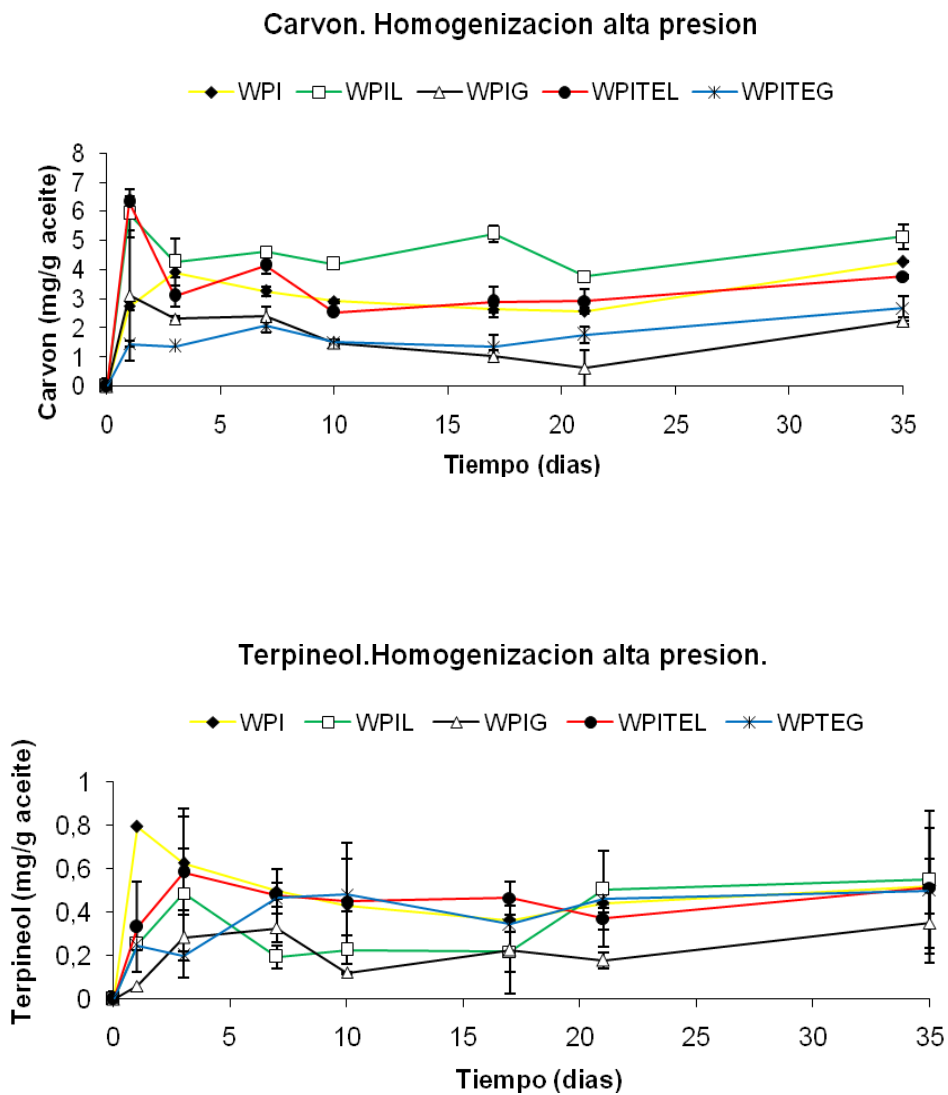 Carvon. Homogenizacion alta presion
WPI WPIL WPIG WPITEL WPITEG
Carvon (mg/g aceite)
8
7
6
5
4
3
2
1
0
0 5 10 15 20 25 30 35
Tiempo (dias)
Terpineol.Homogenizacion alta presion.
WPI WPIL WPIG WPITEL WPTEG
Terpineol (mg/g aceite)
1
0,8
0,6
0,4
0,2
0
0 5 10 15 20 25 30 35
Tiempo (dias)